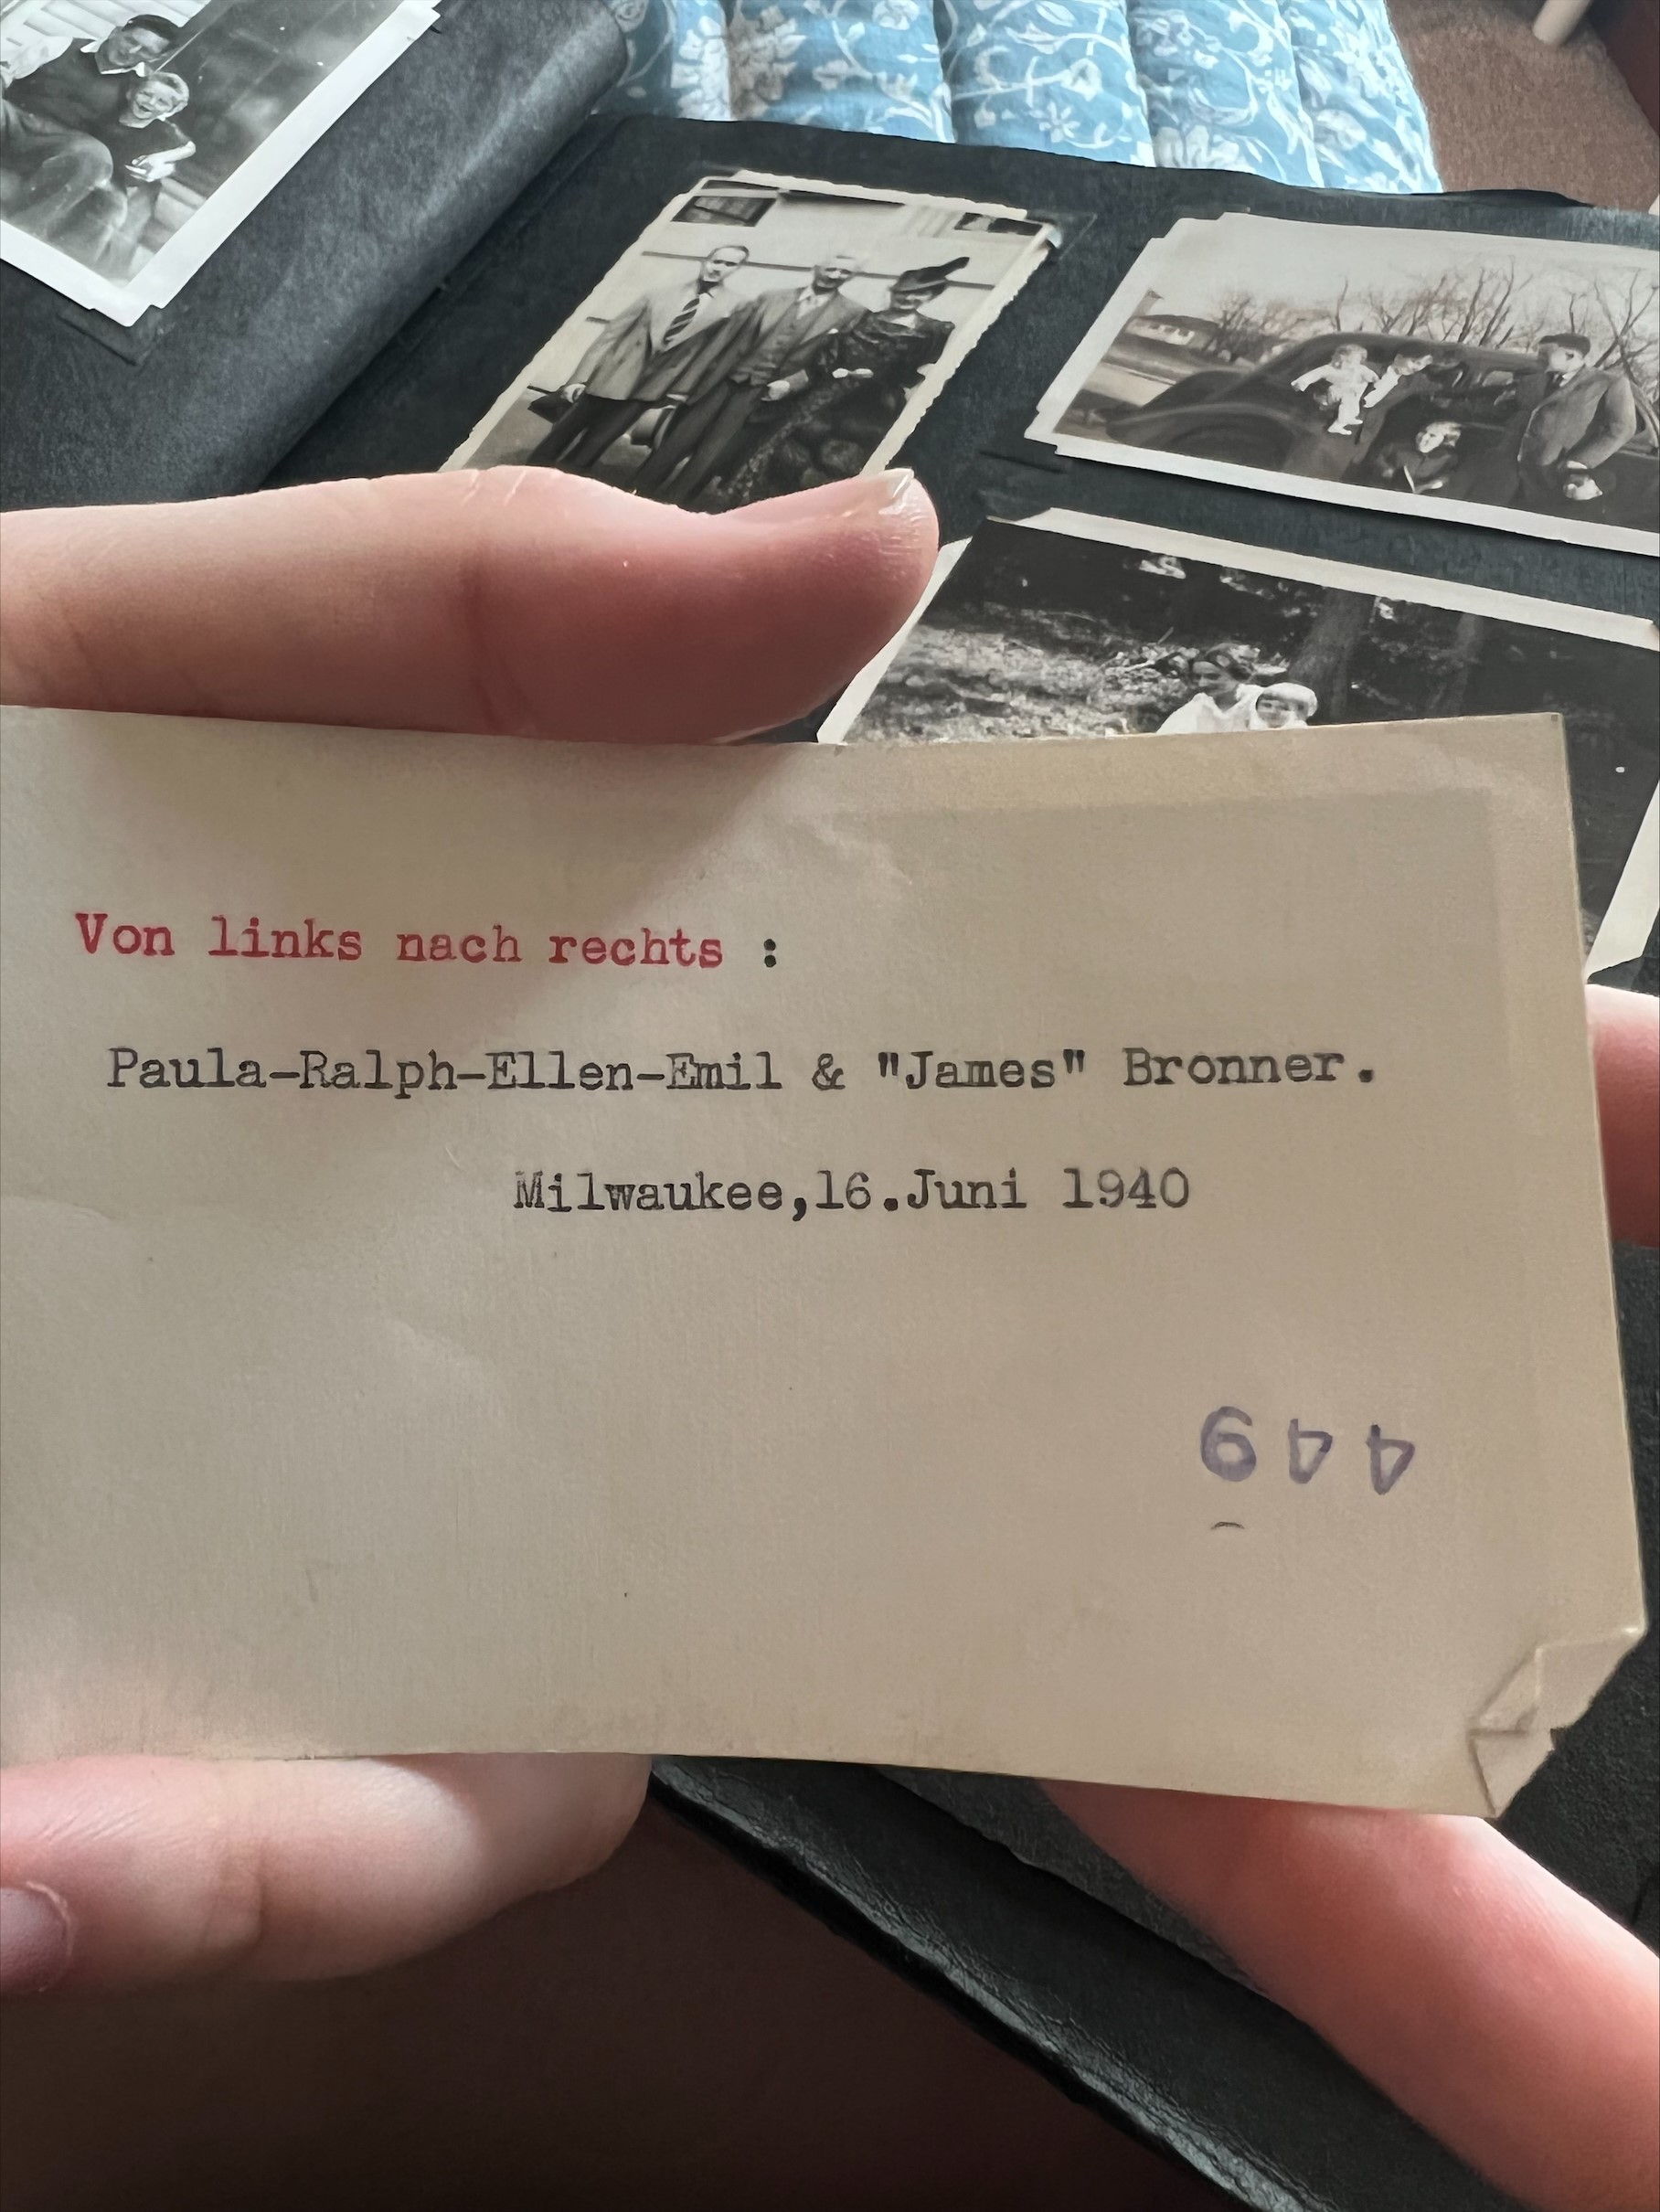 Von links nach rechts :
Paula-Ralph-Ellen-Emil & "James" Bronner.
Milwaukee,16.Juni 1940
449